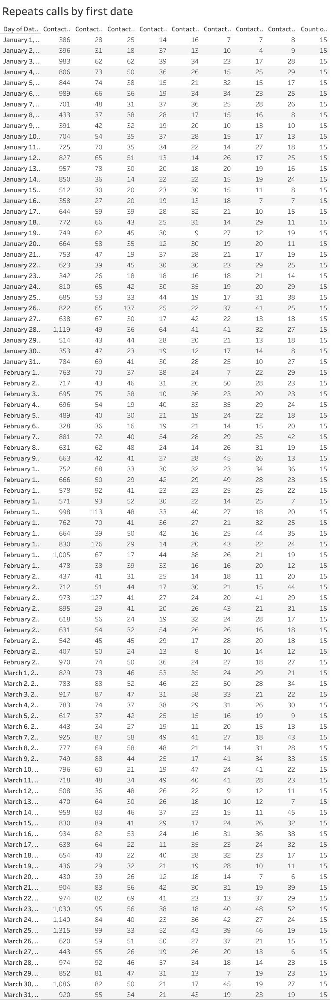 Repeats calls by first date
Day of Dat.. Contact.. Contact.. Contact.. Contact.. Contact.. Contact.. Contact.. Contact.. Count o..
January 1, .. 386 28 25 14 16 7 7 8 15
January 2, .. 396 31 18 37 13 10 4 9 15
January 3, .. 983 62 62 39 34 23 17 28 15
January 4, .. 806 73 50 36 26 15 25 29 15
January 5, .. 844 74 38 15 21 32 15 17 15
January 6, .. 989 66 36 19 34 34 23 25 15
January 7, .. 701 48 31 37 36 25 28 26 15
January 8, .. 433 37 38 28 17 15 16 8 15
January 9, .. 391 42 32 19 20 10 13 10 15
January 10.. 704 54 35 37 28 15 17 13 15
January 11.. 725 70 35 34 22 14 27 18 15
January 12.. 827 65 51 13 14 26 17 25 15
January 13.. 957 78 30 20 18 20 19 16 15
January 14.. 850 36 14 22 22 15 19 24 15
January 15.. 512 30 20 23 30 15 11 8 15
January 16.. 358 27 20 19 13 18 7 7 15
January 17.. 644 59 39 28 32 21 10 15 15
January 18.. 772 66 43 25 31 14 29 11 15
January 19.. 749 62 45 30 9 27 12 19 15
January 20.. 664 58 35 12 30 19 20 11 15
January 21.. 753 47 19 37 28 21 17 19 15
January 22.. 623 39 45 30 30 23 29 25 15
January 23.. 342 26 18 18 16 18 21 14 15
January 24.. 810 65 42 30 35 19 20 29 15
January 25.. 685 53 33 44 19 17 31 38 15
January 26.. 822 65 137 25 22 37 41 25 15
January 27.. 638 67 30 17 42 22 13 18 15
January 28.. 1,119 49 36 64 41 41 32 27 15
January 29.. 514 43 44 28 20 21 13 18 15
January 30.. 353 47 23 19 12 17 14 8 15
January 31.. 784 69 41 30 28 25 10 27 15
February 1.. 763 70 37 38 24 7 22 29 15
February 2.. 717 43 46 31 26 50 28 23 15
February 3.. 695 75 38 10 36 23 20 23 15
February 4.. 696 54 19 40 33 35 29 24 15
February 5.. 489 40 30 21 19 24 22 18 15
February 6.. 328 36 16 19 21 14 15 20 15
February 7.. 881 72 40 54 28 29 25 42 15
February 8.. 631 62 48 24 14 26 31 19 15
February 9.. 663 42 41 27 28 45 26 13 15
February 1.. 752 68 33 30 32 23 34 36 15
February 1.. 666 50 29 42 29 49 28 23 15
February 1.. 578 92 41 23 23 25 25 22 15
February 1.. 571 93 52 30 22 14 25 7 15
February 1.. 998 113 48 33 40 27 18 20 15
February 1.. 762 70 41 36 27 21 32 25 15
February 1.. 664 39 50 42 16 25 44 35 15
February 1.. 830 176 29 14 20 43 22 24 15
February 1.. 1,005 67 17 44 38 26 21 19 15
February 1.. 478 38 39 33 16 16 20 12 15
February 2.. 437 41 31 25 14 18 11 20 15
February 2.. 712 51 44 17 30 21 15 44 15
February 2.. 973 127 41 27 24 20 41 29 15
February 2.. 895 29 41 20 26 43 21 31 15
February 2.. 618 56 24 19 32 24 28 17 15
February 2.. 631 54 32 54 26 26 16 18 15
February 2.. 542 45 45 29 17 28 20 18 15
February 2.. 407 50 24 13 8 10 14 12 15
February 2.. 970 74 50 36 24 27 18 27 15
March 1, 2.. 829 73 46 53 35 24 29 21 15
March 2, 2.. 783 88 52 46 23 50 28 34 15
March 3, 2.. 917 87 47 31 58 33 21 22 15
March 4, 2.. 783 74 37 38 29 31 26 30 15
March 5, 2.. 617 37 42 25 15 16 19 9 15
March 6, 2.. 443 34 27 19 11 20 15 13 15
March 7, 2.. 925 87 58 49 41 27 18 43 15
March 8, 2.. 777 69 58 48 21 14 31 28 15
March 9, 2.. 749 88 44 25 17 41 34 33 15
March 10, .. 796 60 21 19 47 24 41 22 15
March 11, .. 718 48 34 49 40 41 28 23 15
March 12, .. 508 36 48 26 22 9 12 11 15
March 13, .. 470 64 30 26 18 10 12 7 15
March 14, .. 958 83 46 37 23 15 11 45 15
March 15, .. 830 89 41 29 17 24 26 32 15
March 16, .. 934 82 53 24 16 31 36 38 15
March 17, .. 638 64 22 11 35 23 24 32 15
March 18, .. 654 40 22 40 28 32 23 17 15
March 19, .. 436 29 32 21 19 28 10 11 15
March 20, .. 430 39 26 12 18 14 7 6 15
March 21, .. 904 83 56 42 30 31 19 39 15
March 22, .. 974 82 69 41 23 13 37 29 15
March 23, .. 1,030 95 56 38 18 40 48 52 15
March 24, .. 1,140 84 40 23 36 42 27 24 15
March 25, .. 1,315 99 33 52 43 39 46 19 15
March 26, .. 620 59 51 50 27 37 21 15 15
March 27, .. 443 55 26 19 26 20 13 6 15
March 28, .. 974 92 46 57 34 18 14 23 15
March 29, .. 852 81 47 31 13 7 19 23 15
March 30, .. 1,086 82 50 21 17 45 19 27 15
March 31, .. 920 55 34 21 43 19 23 19 15